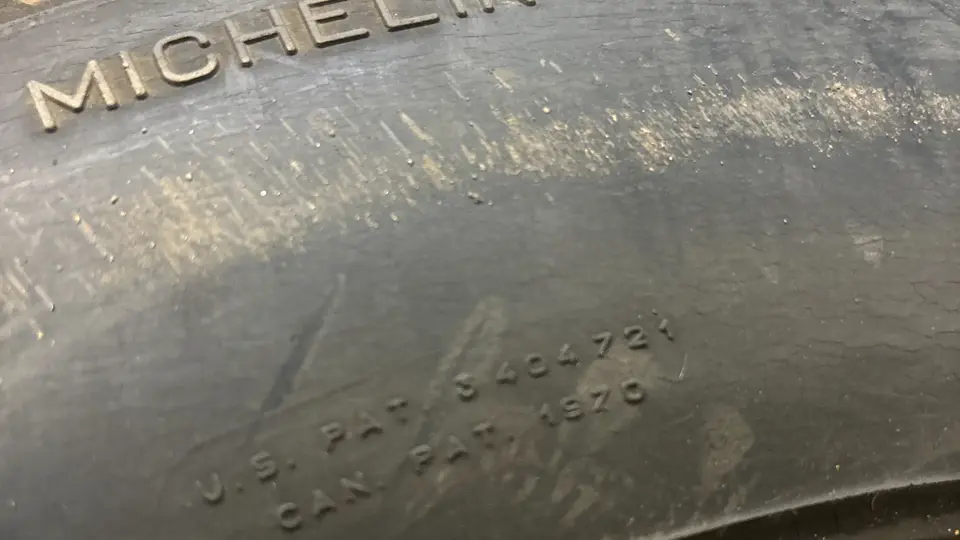 MICHELIN
U.S. PAT 3404721
CAN. PAT. 1970